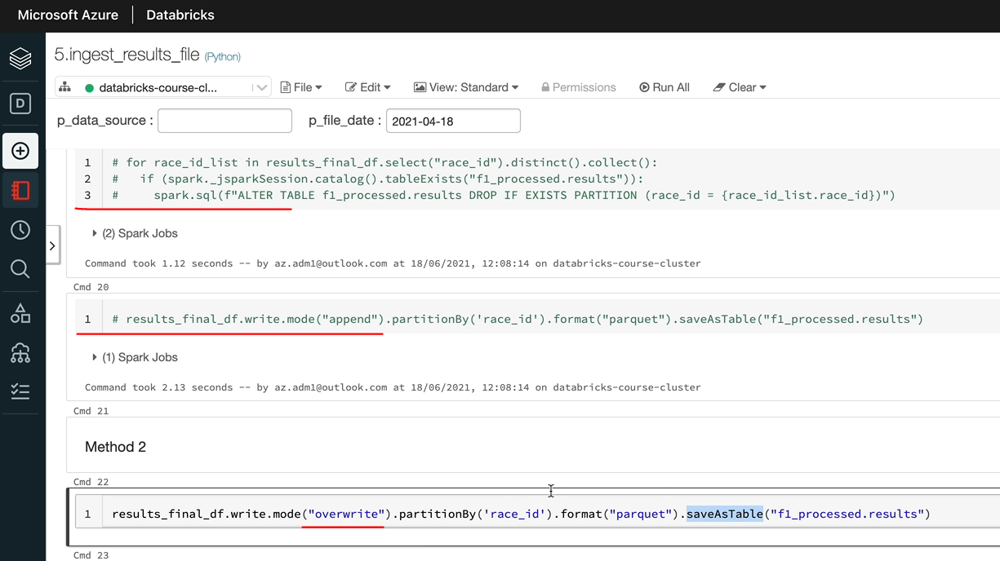 Microsoft Azure | Databricks
5.ingest_results_file (Python)
databricks-course-cl... File Edit View: Standard Permissions Run All Clear
p_data_source : p_file_date : 2021-04-18
1 # for race_id_list in results_final_df.select("race_id").distinct().collect():
2 #   if (spark._jsparkSession.catalog().tableExists("f1_processed.results")):
3 #     spark.sql(f"ALTER TABLE f1_processed.results DROP IF EXISTS PARTITION (race_id = {race_id_list.race_id})")
(2) Spark Jobs
Command took 1.12 seconds -- by az.adm1@outlook.com at 18/06/2021, 12:08:14 on databricks-course-cluster
Cmd 20
1 # results_final_df.write.mode("append").partitionBy('race_id').format("parquet").saveAsTable("f1_processed.results")
(1) Spark Jobs
Command took 2.13 seconds -- by az.adm1@outlook.com at 18/06/2021, 12:08:14 on databricks-course-cluster
Cmd 21
Method 2
Cmd 22
1 results_final_df.write.mode("overwrite").partitionBy('race_id').format("parquet").saveAsTable("f1_processed.results")
Cmd 23